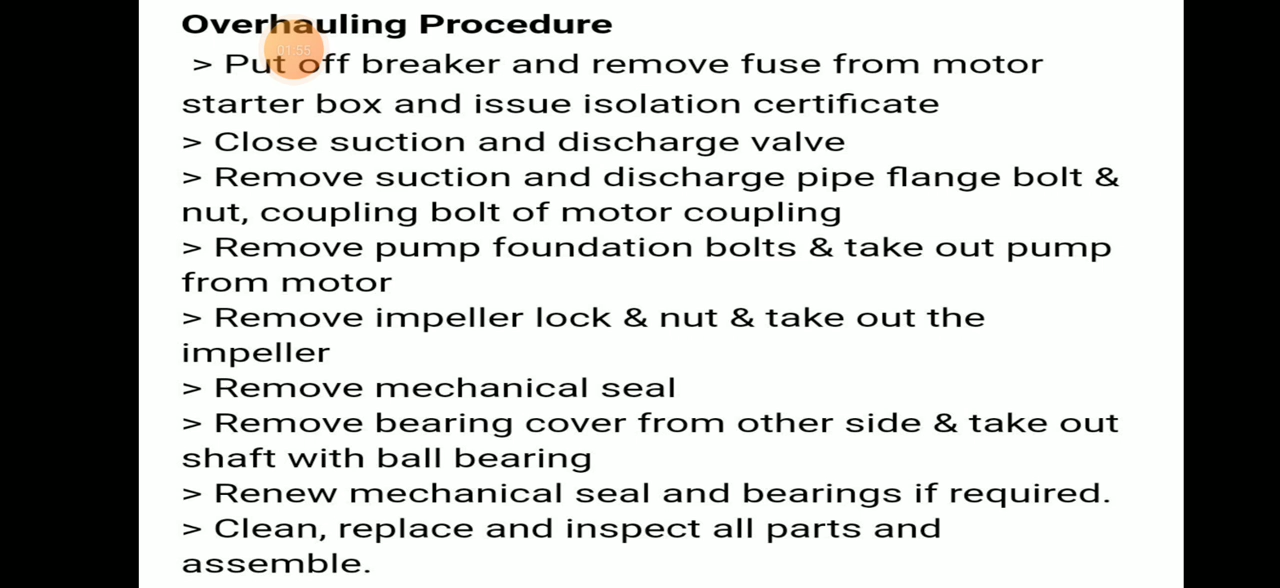 Overhauling Procedure
01:55
> Put off breaker and remove fuse from motor
starter box and issue isolation certificate
> Close suction and discharge valve
> Remove suction and discharge pipe flange bolt &
nut, coupling bolt of motor coupling
> Remove pump foundation bolts & take out pump
from motor
> Remove impeller lock & nut & take out the
impeller
> Remove mechanical seal
> Remove bearing cover from other side & take out
shaft with ball bearing
> Renew mechanical seal and bearings if required.
> Clean, replace and inspect all parts and
assemble.